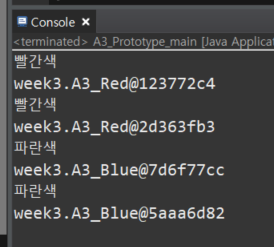 Console
<terminated> A3_Prototype_main [Java Applicat
빨간색
week3.A3_Red@123772c4
빨간색
week3.A3_Red@2d363fb3
파란색
week3.A3_Blue@7d6f77cc
파란색
week3.A3_Blue@5aaa6d82